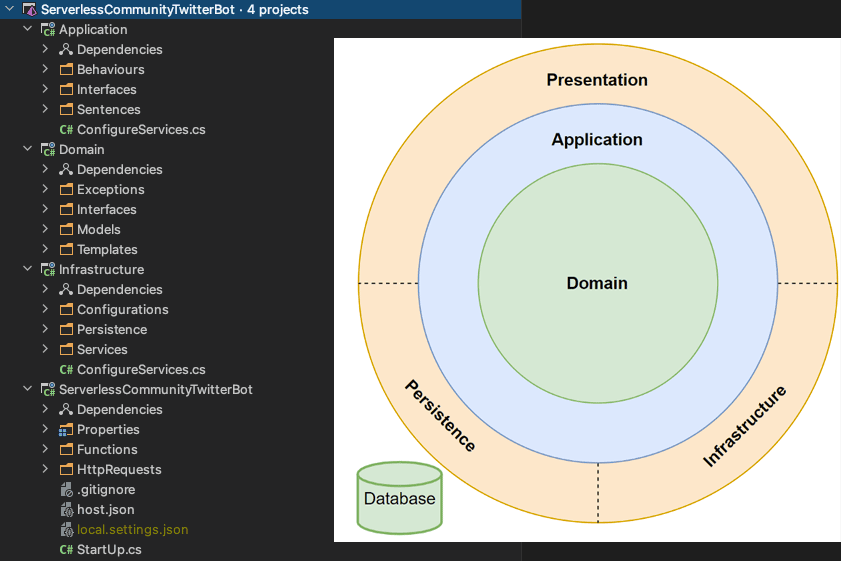 ServerlessCommunityTwitterBot · 4 projects
C# Application
Dependencies
Behaviours
Interfaces
Sentences
C# ConfigureServices.cs
C# Domain
Dependencies
Exceptions
Interfaces
Models
Templates
C# Infrastructure
Dependencies
Configurations
Persistence
Services
C# ConfigureServices.cs
C# ServerlessCommunityTwitterBot
Dependencies
Properties
Functions
HttpRequests
.gitignore
host.json
local.settings.json
C# StartUp.cs
Presentation
Application
Domain
Persistence
Infrastructure
Database